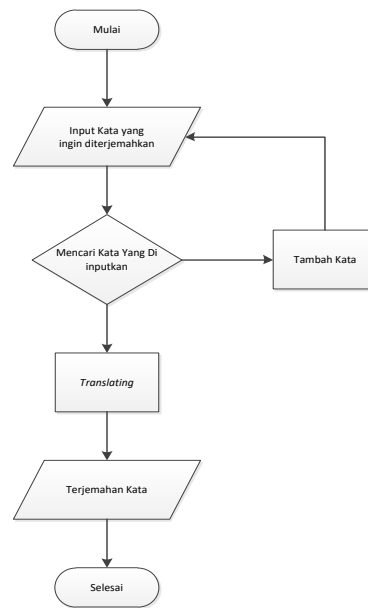 Mulai
Input Kata yang
ingin diterjemahkan
Mencari Kata Yang Di
inputkan
Tambah Kata
Translating
Terjemahan Kata
Selesai